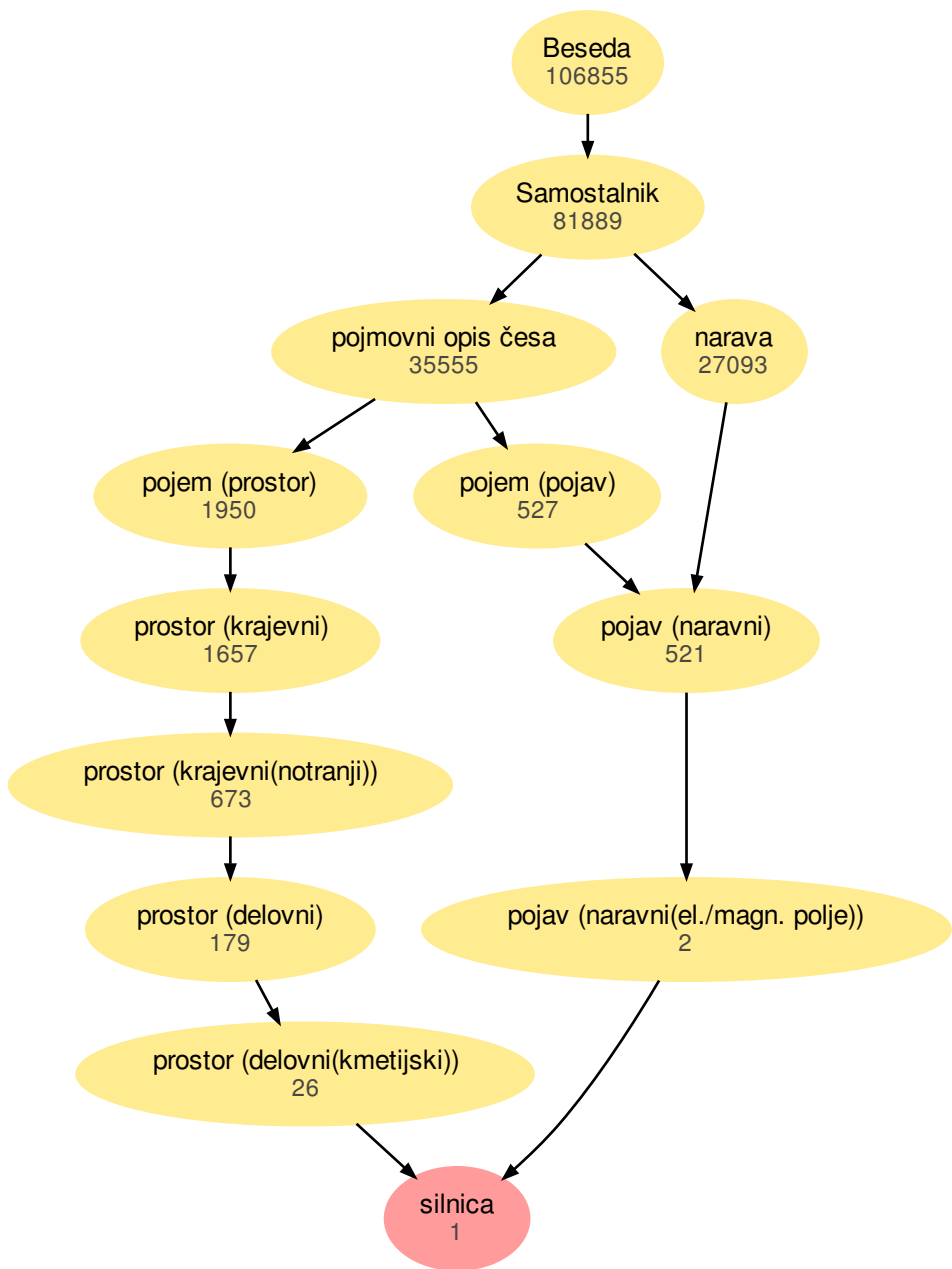 Beseda
106855
Samostalnik
81889
pojmovni opis česa
35555
narava
27093
pojem (prostor)
1950
pojem (pojav)
527
prostor (krajevni)
1657
pojav (naravni)
521
prostor (krajevni(notranji))
673
prostor (delovni)
179
pojav (naravni(el./magn. polje))
2
prostor (delovni(kmetijski))
26
silnica
1